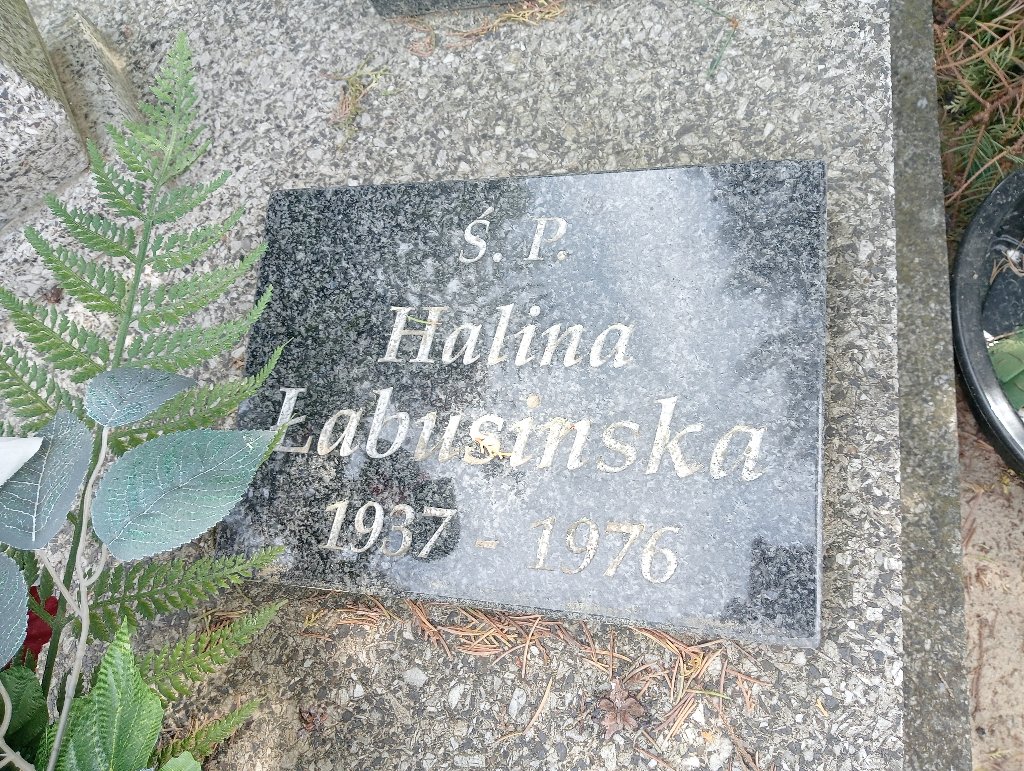 Ś. P.
Halina
Łabusinska
1937 - 1976